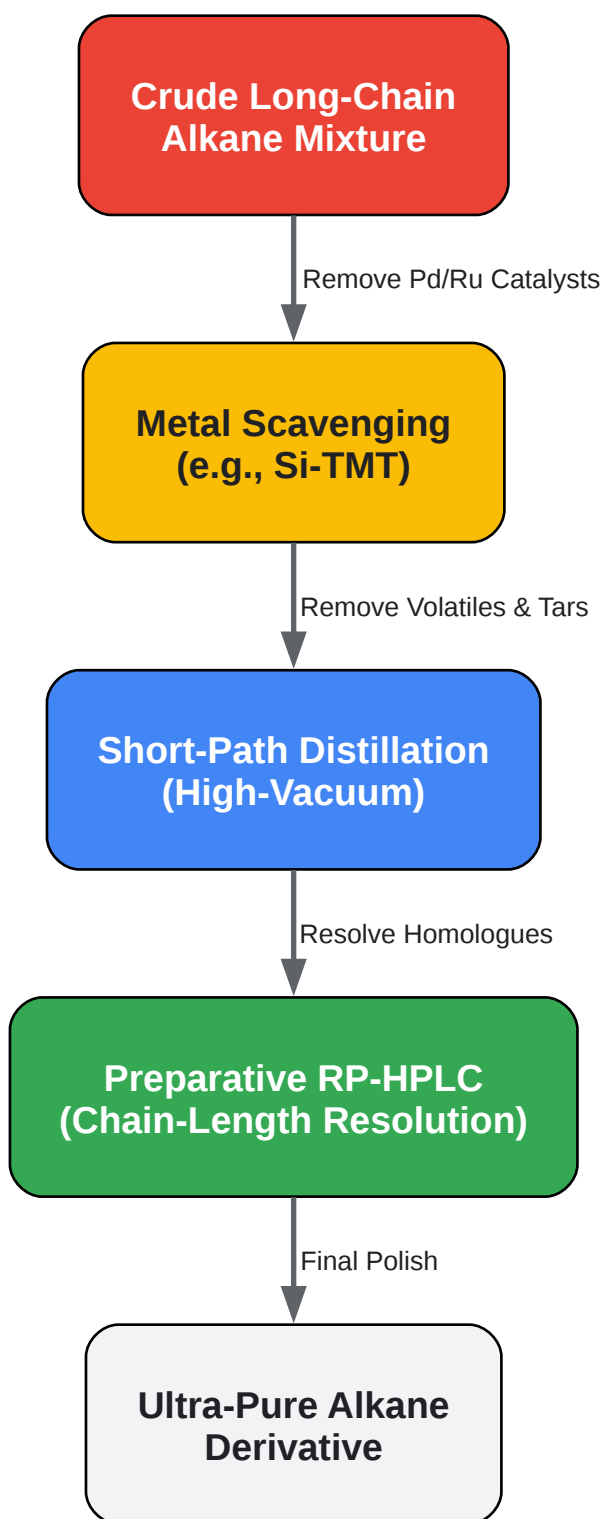 Crude Long-Chain
Alkane Mixture
Remove Pd/Ru Catalysts
Metal Scavenging
(e.g., Si-TMT)
Remove Volatiles & Tars
Short-Path Distillation
(High-Vacuum)
Resolve Homologues
Preparative RP-HPLC
(Chain-Length Resolution)
Final Polish
Ultra-Pure Alkane
Derivative